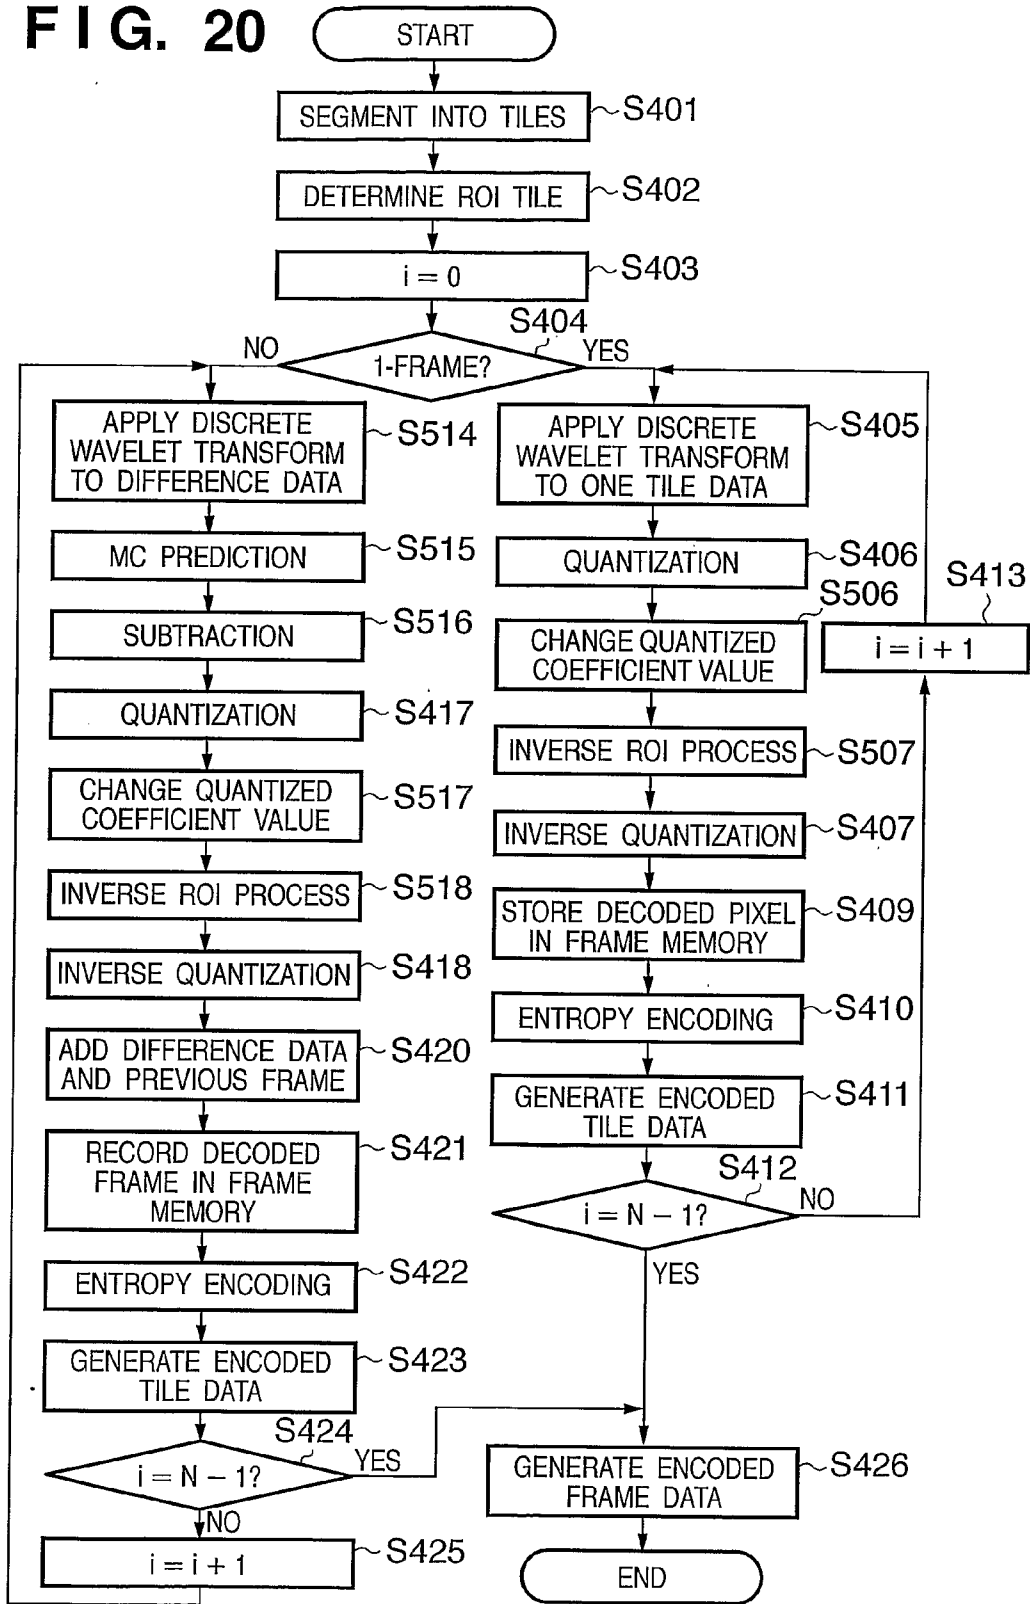 FIG. 20
START
SEGMENT INTO TILES
S401
DETERMINE ROI TILE
S402
i = 0
S403
S404
1-FRAME?
NO
YES
APPLY DISCRETE
WAVELET TRANSFORM
TO DIFFERENCE DATA
S514
MC PREDICTION
S515
SUBTRACTION
S516
QUANTIZATION
S417
CHANGE QUANTIZED
COEFFICIENT VALUE
S517
INVERSE ROI PROCESS
S518
INVERSE QUANTIZATION
S418
ADD DIFFERENCE DATA
AND PREVIOUS FRAME
S420
RECORD DECODED
FRAME IN FRAME
MEMORY
S421
ENTROPY ENCODING
S422
GENERATE ENCODED
TILE DATA
S423
S424
i = N - 1?
YES
NO
i = i + 1
S425
APPLY DISCRETE
WAVELET TRANSFORM
TO ONE TILE DATA
S405
QUANTIZATION
S406
S506
CHANGE QUANTIZED
COEFFICIENT VALUE
INVERSE ROI PROCESS
S507
INVERSE QUANTIZATION
S407
STORE DECODED PIXEL
IN FRAME MEMORY
S409
ENTROPY ENCODING
S410
GENERATE ENCODED
TILE DATA
S411
S412
i = N - 1?
NO
YES
S413
i = i + 1
GENERATE ENCODED
FRAME DATA
S426
END